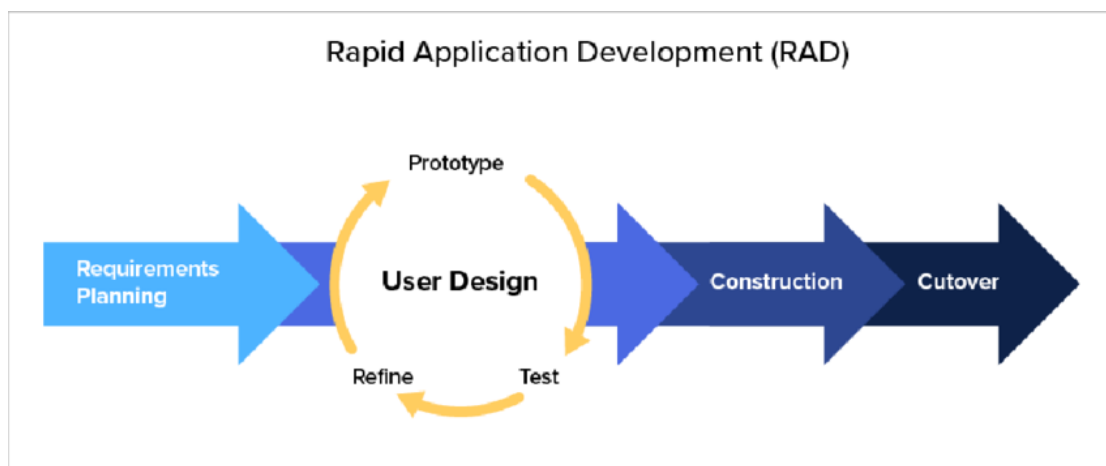 Rapid Application Development (RAD)
Prototype
Requirements
Planning
User Design
Construction
Cutover
Refine
Test